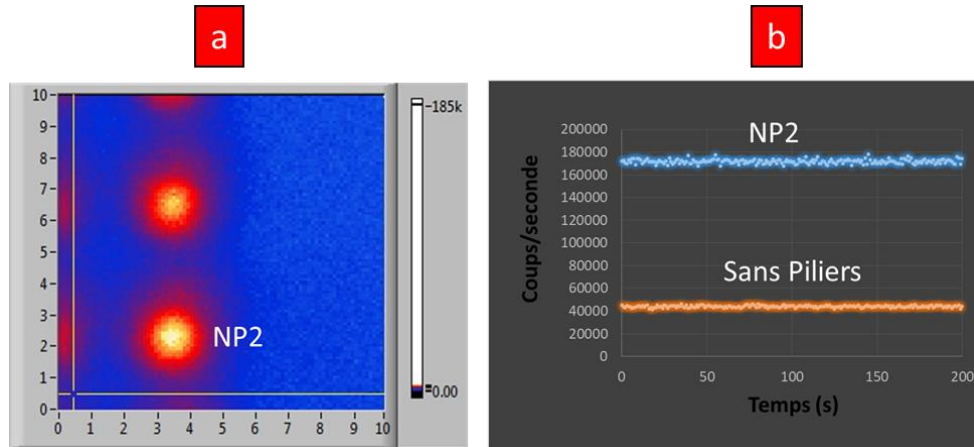 a
b
10
9
8
7
6
5
4
3
2
1
0
0 1 2 3 4 5 6 7 8 9 10
NP2
185k
0.00
Coups/seconde
200000
180000
160000
140000
120000
100000
80000
60000
40000
20000
0
NP2
Sans Piliers
0 50 100 150 200
Temps (s)